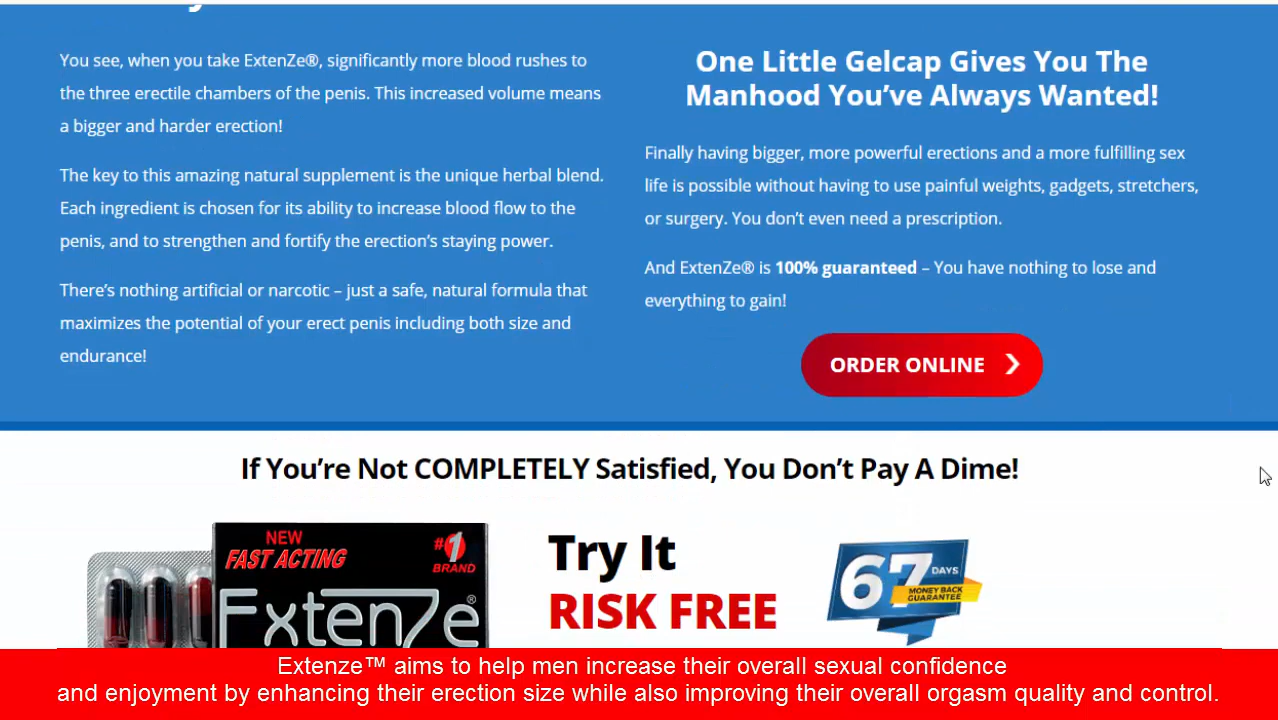 You see, when you take ExtenZe®, significantly more blood rushes to
the three erectile chambers of the penis. This increased volume means
a bigger and harder erection!
The key to this amazing natural supplement is the unique herbal blend.
Each ingredient is chosen for its ability to increase blood flow to the
penis, and to strengthen and fortify the erection’s staying power.
There’s nothing artificial or narcotic – just a safe, natural formula that
maximizes the potential of your erect penis including both size and
endurance!
One Little Gelcap Gives You The
Manhood You’ve Always Wanted!
Finally having bigger, more powerful erections and a more fulfilling sex
life is possible without having to use painful weights, gadgets, stretchers,
or surgery. You don’t even need a prescription.
And ExtenZe® is 100% guaranteed – You have nothing to lose and
everything to gain!
ORDER ONLINE
If You’re Not COMPLETELY Satisfied, You Don’t Pay A Dime!
NEW
FAST ACTING
#1
BRAND
ExtenZe®
Try It
RISK FREE
67 DAYS
MONEY BACK
GUARANTEE
Extenze™ aims to help men increase their overall sexual confidence
and enjoyment by enhancing their erection size while also improving their overall orgasm quality and control.